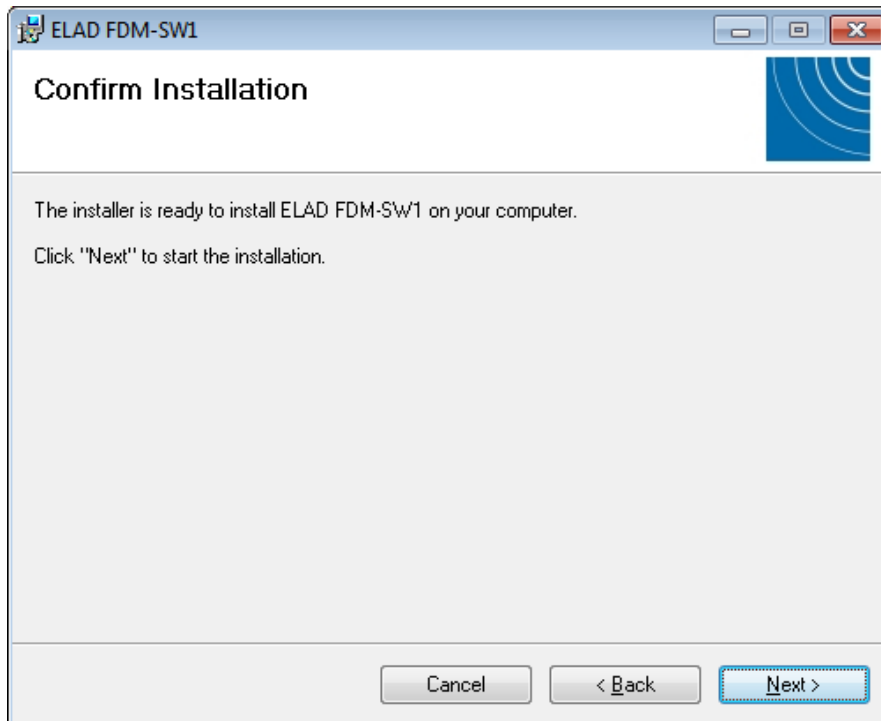 ELAD FDM-SW1
Confirm Installation
The installer is ready to install ELAD FDM-SW1 on your computer.
Click "Next" to start the installation.
Cancel
< Back
Next >